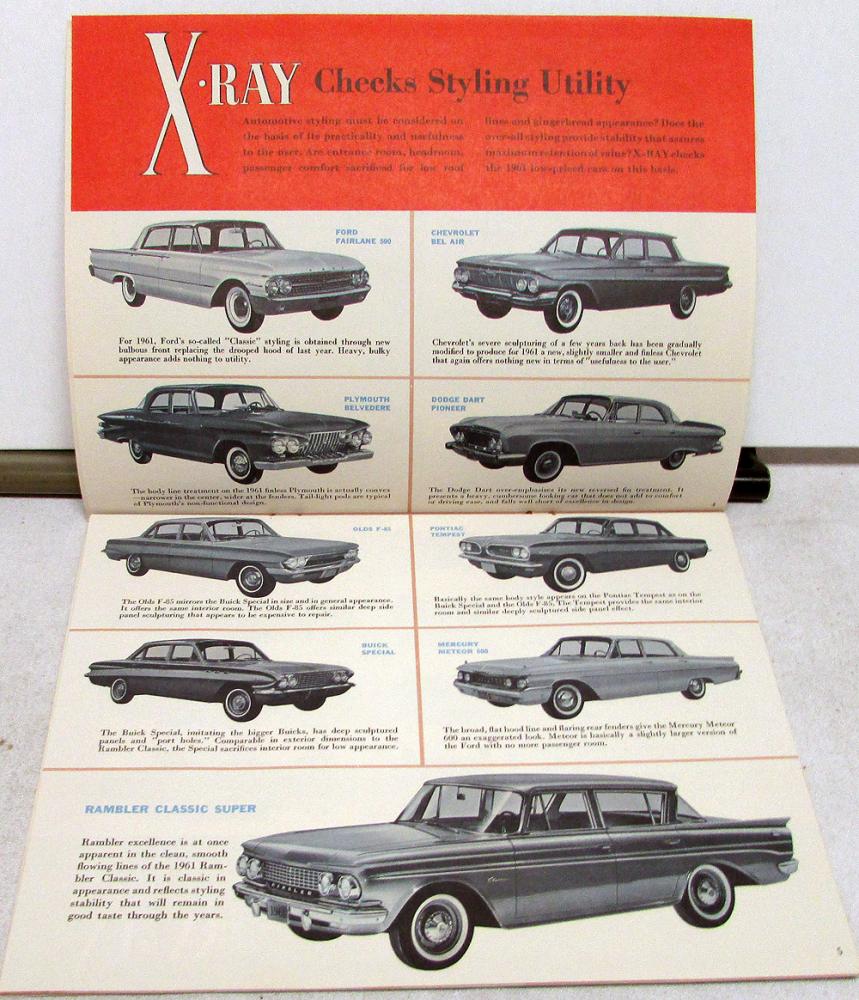 X-RAY Checks Styling Utility
Automotive styling must be considered on
the basis of its practicality and usefulness
to the user. Are entrance room, headroom,
passenger comfort sacrificed for low roof
lines and gingerbread appearance? Does the
over-all styling provide stability that assures
maximum retention of value? X-RAY checks
the 1961 low-priced cars on this basis.
FORD
FAIRLANE 500
For 1961, Ford's so-called "Classic" styling is obtained through new
bulbous front replacing the drooped hood of last year. Heavy, bulky
appearance adds nothing to utility.
CHEVROLET
BEL AIR
Chevrolet's severe sculpturing of a few years back has been gradually
modified to produce for 1961 a new, slightly smaller and finless Chevrolet
that again offers nothing new in terms of "usefulness to the user."
PLYMOUTH
BELVEDERE
The body line treatment on the 1961 finless Plymouth is actually convex
—narrower in the center, wider at the fenders. Tail-light pods are typical
of Plymouth's non-functional design.
DODGE DART
PIONEER
The Dodge Dart over-emphasizes its new reversed fin treatment. It
presents a heavy, cumbersome looking car that does not add to comfort
or driving ease, and falls well short of excellence in design.
4
OLDS F-85
The Olds F-85 mirrors the Buick Special in size and in general appearance.
It offers the same interior room. The Olds F-85 offers similar deep side
panel sculpturing that appears to be expensive to repair.
PONTIAC
TEMPEST
Basically the same body style appears on the Pontiac Tempest as on the
Buick Special and the Olds F-85. The Tempest provides the same interior
room and similar deeply sculptured side panel effect.
BUICK
SPECIAL
The Buick Special, imitating the bigger Buicks, has deep sculptured
panels and "port holes." Comparable in exterior dimensions to the
Rambler Classic, the Special sacrifices interior room for low appearance.
MERCURY
METEOR 600
The broad, flat hood line and flaring rear fenders give the Mercury Meteor
600 an exaggerated look. Meteor is basically a slightly larger version of
the Ford with no more passenger room.
RAMBLER CLASSIC SUPER
Rambler excellence is at once
apparent in the clean, smooth
flowing lines of the 1961 Ram-
bler Classic. It is classic in
appearance and reflects styling
stability that will remain in
good taste through the years.
RAMBLER
1961
5